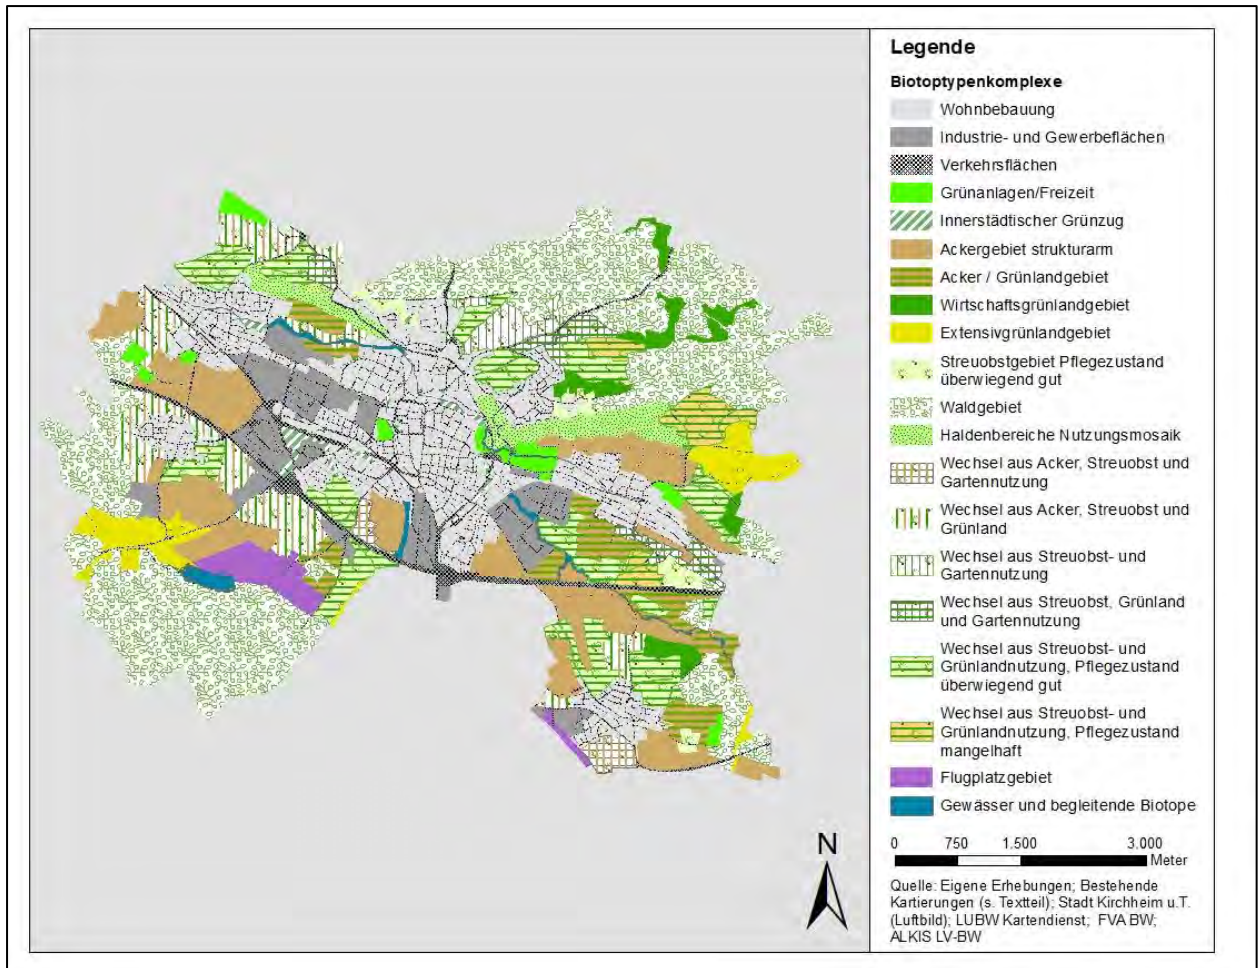 Legende
Biotoptypenkomplexe
Wohnbebauung
Industrie- und Gewerbeflächen
Verkehrsflächen
Grünanlagen/Freizeit
Innerstädtischer Grünzug
Ackergebiet strukturarm
Acker / Grünlandgebiet
Wirtschaftsgrünlandgebiet
Extensivgrünlandgebiet
Streuobstgebiet Pflegezustand
überwiegend gut
Waldgebiet
Haldenbereiche Nutzungsmosaik
Wechsel aus Acker, Streuobst und
Gartennutzung
Wechsel aus Acker, Streuobst und
Grünland
Wechsel aus Streuobst- und
Gartennutzung
Wechsel aus Streuobst, Grünland
und Gartennutzung
Wechsel aus Streuobst- und
Grünlandnutzung, Pflegezustand
überwiegend gut
Wechsel aus Streuobst- und
Grünlandnutzung, Pflegezustand
mangelhaft
Flugplatzgebiet
Gewässer und begleitende Biotope
0 750 1.500 3.000
Meter
N
Quelle: Eigene Erhebungen; Bestehende
Kartierungen (s. Textteil); Stadt Kirchheim u.T.
(Luftbild); LUBW Kartendienst; FVA BW;
ALKIS LV-BW